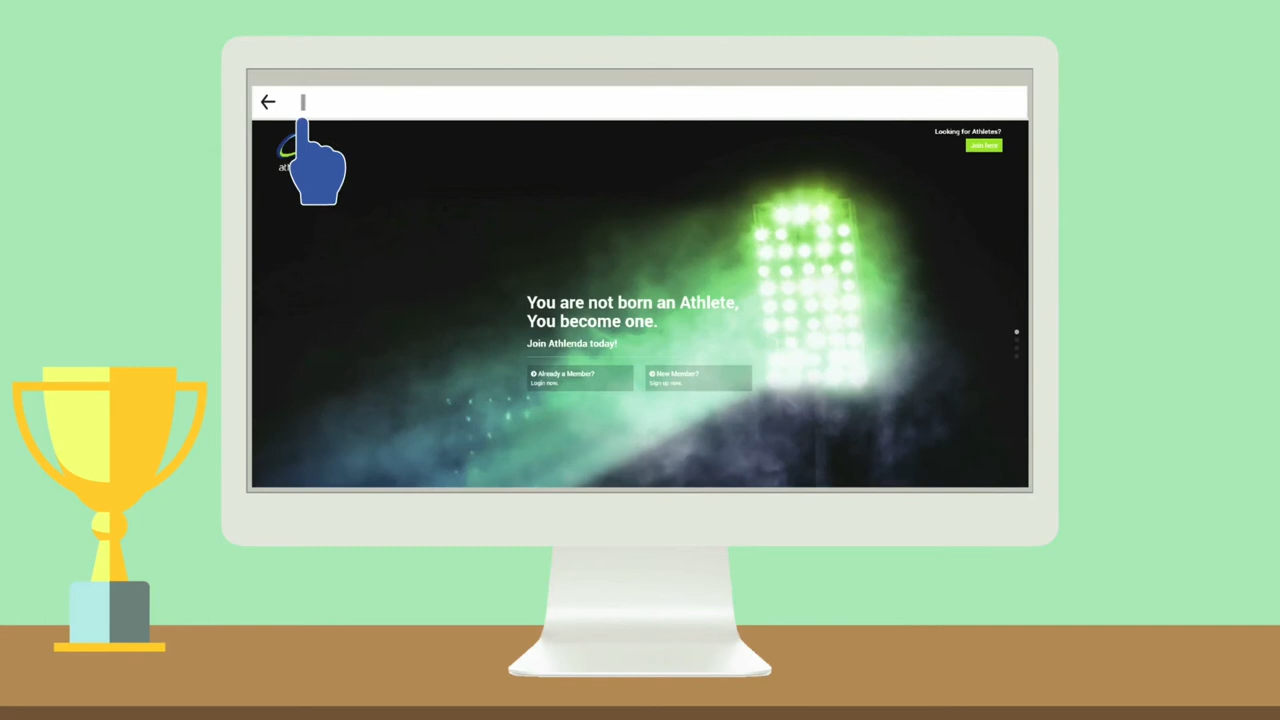 Looking for Athletes?
Join here
You are not born an Athlete,
You become one.
Join Athlenda today!
Already a Member?
Login now.
New Member?
Sign up now.